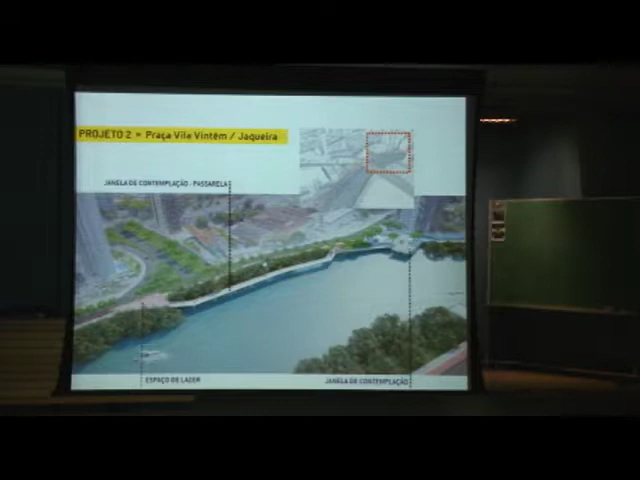 PROJETO 2 = Praça Vila Vintém / Jaqueira
JANELA DE CONTEMPLAÇÃO - PASSARELA
ESPAÇO DE LAZER
JANELA DE CONTEMPLAÇÃO